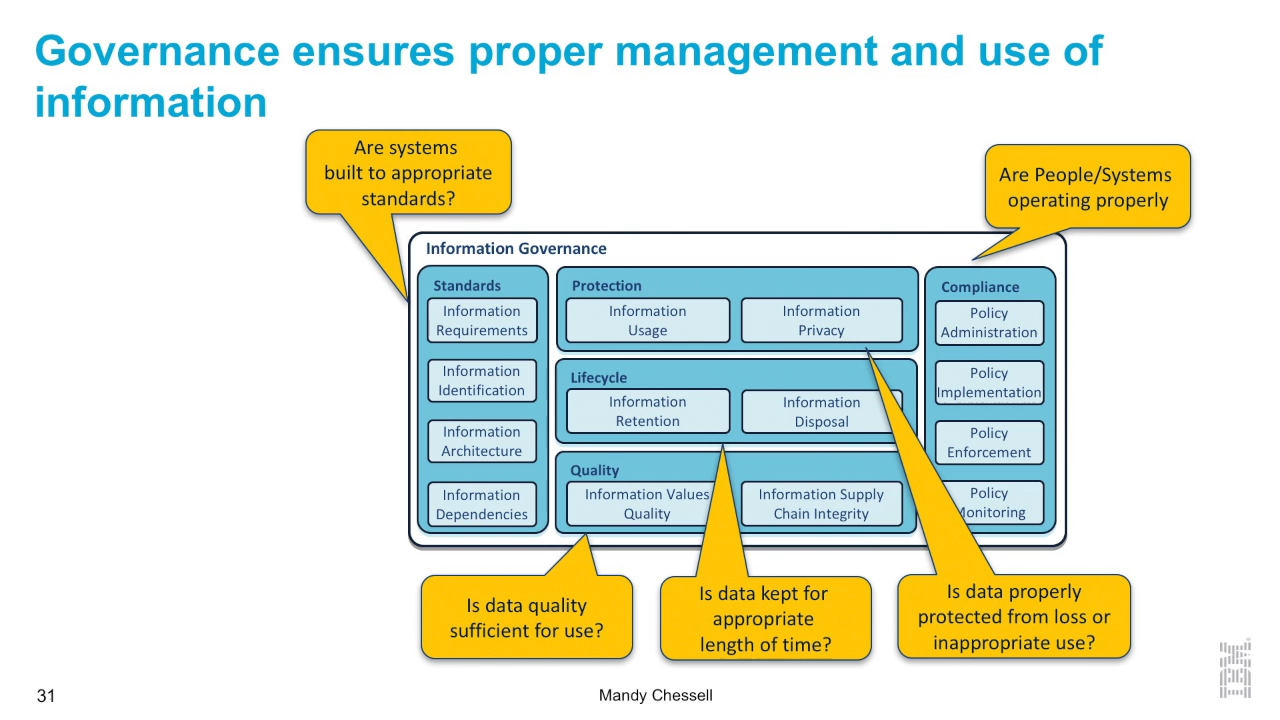 Governance ensures proper management and use of
information
Are systems
built to appropriate
standards?
Are People/Systems
operating properly
Information Governance
Standards
Information
Requirements
Information
Identification
Information
Architecture
Information
Dependencies
Protection
Information
Usage
Information
Privacy
Lifecycle
Information
Retention
Information
Disposal
Quality
Information Values
Quality
Information Supply
Chain Integrity
Compliance
Policy
Administration
Policy
Implementation
Policy
Enforcement
Policy
Monitoring
Is data quality
sufficient for use?
Is data kept for
appropriate
length of time?
Is data properly
protected from loss or
inappropriate use?
31
Mandy Chessell
IBM